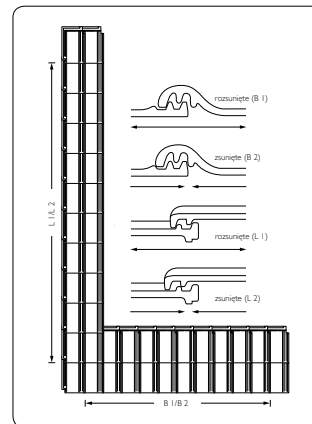 rozsunięte (B 1)
zsunięte (B 2)
rozsunięte (L 1)
zsunięte (L 2)
L 1/L 2
B 1/B 2